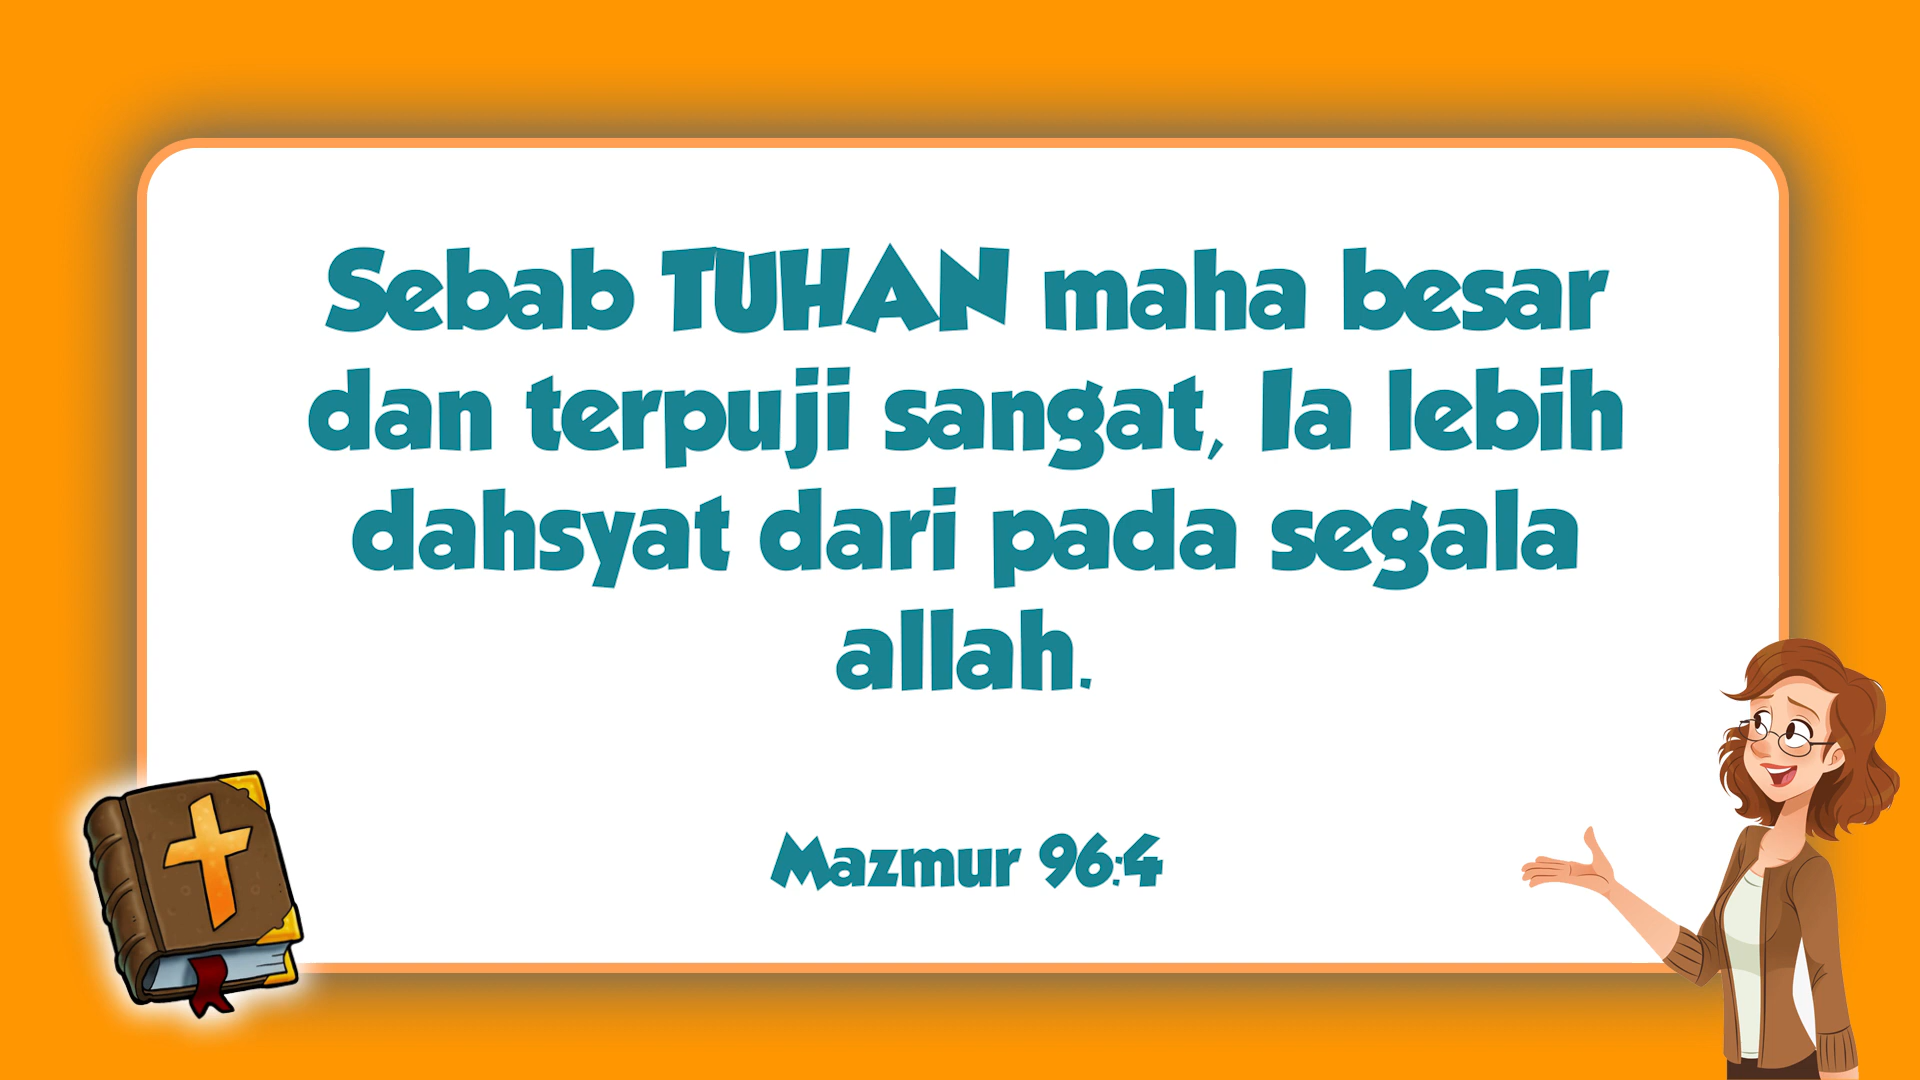 Sebab TUHAN maha besar
dan terpuji sangat, Ia lebih
dahsyat dari pada segala
allah.
Mazmur 96:4